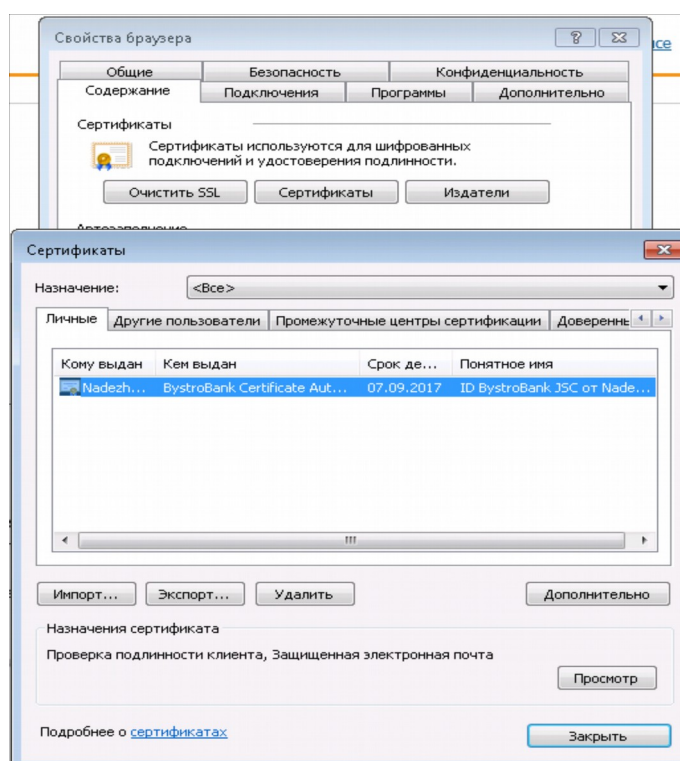 Свойства браузера
ice
Общие Безопасность Конфиденциальность
Содержание Подключения Программы Дополнительно
Сертификаты
Сертификаты используются для шифрованных
подключений и удостоверения подлинности.
Очистить SSL Сертификаты Издатели
Автозаполнение
Сертификаты
Назначение: <Все>
Личные Другие пользователи Промежуточные центры сертификации Доверенные
Кому выдан Кем выдан Срок де... Понятное имя
Nadezh... BystroBank Certificate Aut... 07.09.2017 ID BystroBank JSC от Nade...
Импорт... Экспорт... Удалить Дополнительно
Назначения сертификата
Проверка подлинности клиента, Защищенная электронная почта
Просмотр
Подробнее о сертификатах Закрыть